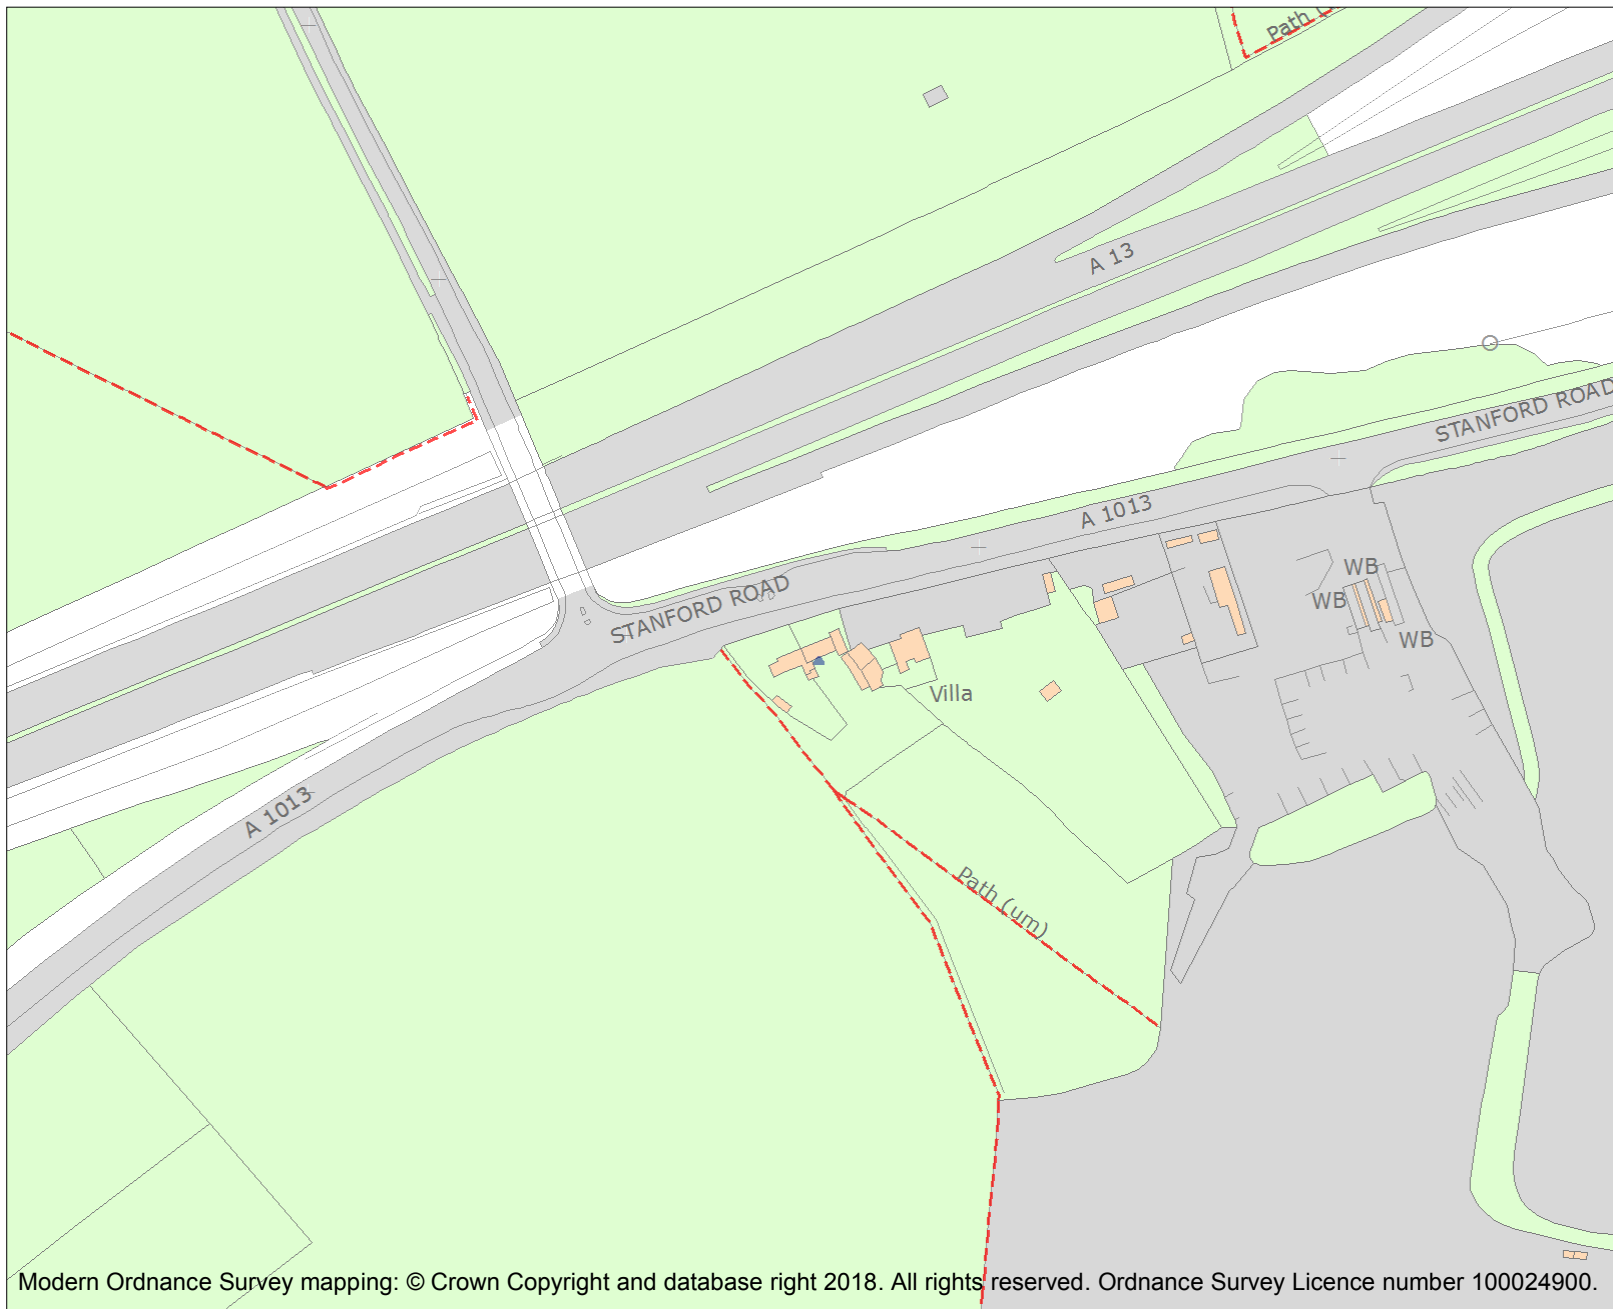 Path (
A 13
STANFORD ROAD
A 1013
STANFORD ROAD
WB
WB
WB
Villa
A 1013
Path (um)
Modern Ordnance Survey mapping: © Crown Copyright and database right 2018. All rights reserved. Ordnance Survey Licence number 100024900.